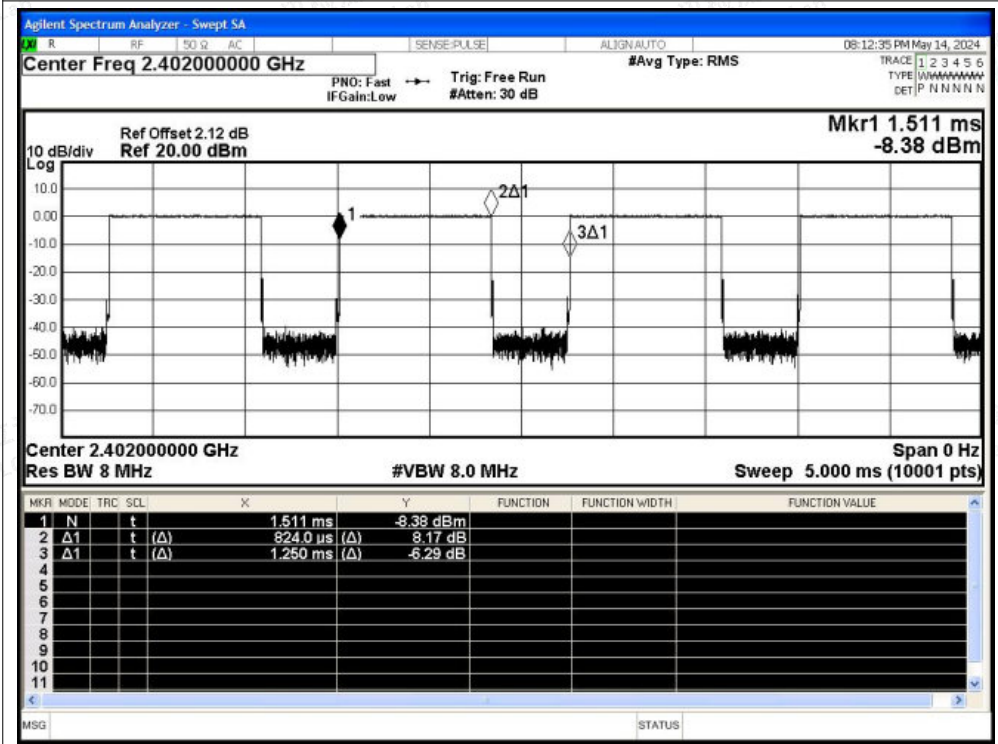 Agilent Spectrum Analyzer - Swept SA
LXI R RF 50 Ω AC SENSE:PULSE ALIGNAUTO 08:12:35 PM May 14, 2024
Center Freq 2.402000000 GHz #Avg Type: RMS TRACE 1 2 3 4 5 6
PNO: Fast Trig: Free Run TYPE WWWWWW
IFGain:Low #Atten: 30 dB DET P N N N N N
Mkr1 1.511 ms
Ref Offset 2.12 dB
10 dB/div Ref 20.00 dBm -8.38 dBm
Log
10.0
2Δ1
0.00
1
3Δ1
-10.0
-20.0
-30.0
-40.0
-50.0
-60.0
-70.0
Center 2.402000000 GHz Span 0 Hz
Res BW 8 MHz #VBW 8.0 MHz Sweep 5.000 ms (10001 pts)
MKR MODE TRC SCL X Y FUNCTION FUNCTION WIDTH FUNCTION VALUE
1 N t 1.511 ms -8.38 dBm
2 Δ1 t (Δ) 824.0 µs (Δ) 8.17 dB
3 Δ1 t (Δ) 1.250 ms (Δ) -6.29 dB
4
5
6
7
8
9
10
11
MSG STATUS